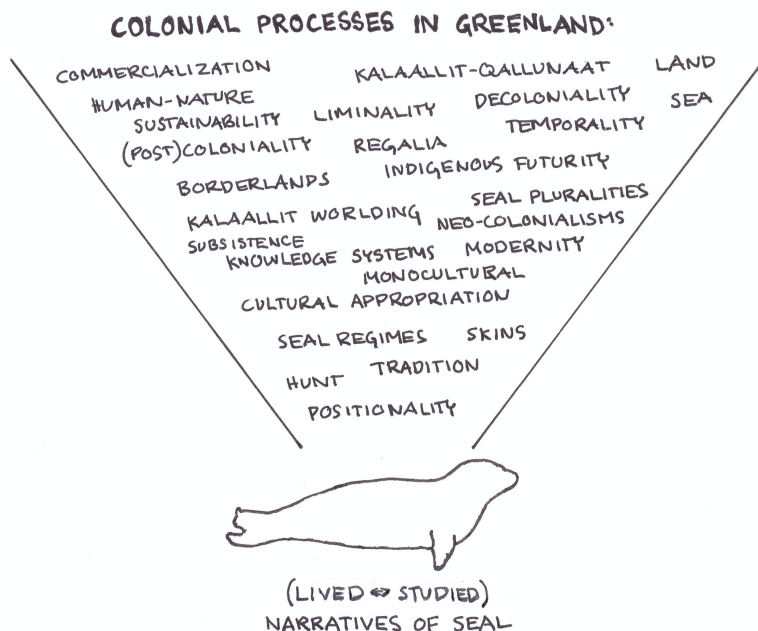 COLONIAL PROCESSES IN GREENLAND:
COMMERCIALIZATION KALAALLIT-QALLUNAAT LAND
HUMAN-NATURE DECOLONIALITY SEA
SUSTAINABILITY LIMINALITY TEMPORALITY
(POST)COLONIALITY REGALIA
BORDERLANDS INDIGENOUS FUTURITY
SEAL PLURALITIES
KALAALLIT WORLDING NEO-COLONIALISMS
SUBSISTENCE
KNOWLEDGE SYSTEMS MODERNITY
MONOCULTURAL
CULTURAL APPROPRIATION
SEAL REGIMES SKINS
HUNT TRADITION
POSITIONALITY
(LIVED ⇔ STUDIED)
NARRATIVES OF SEAL